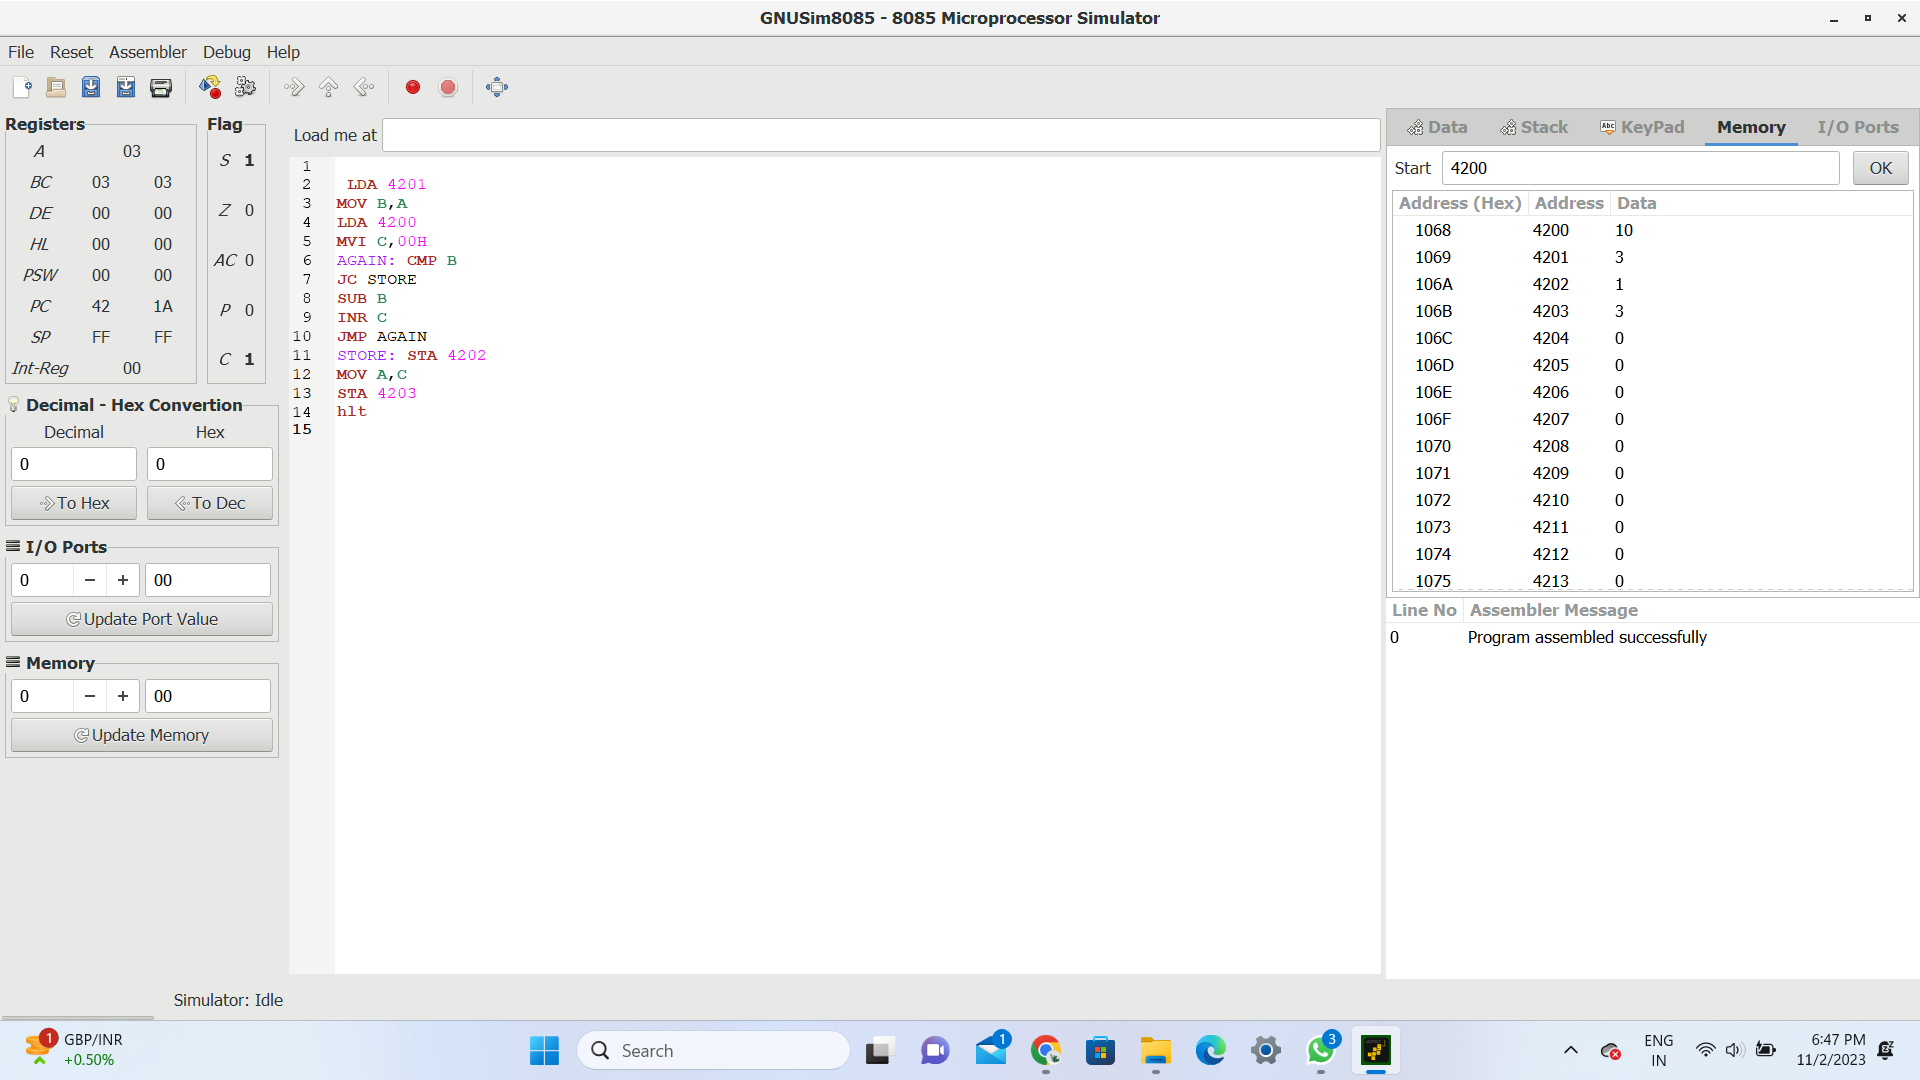 GNUSim8085 - 8085 Microprocessor Simulator
File Reset Assembler Debug Help
Registers
A 03
BC 03 03
DE 00 00
HL 00 00
PSW 00 00
PC 42 1A
SP FF FF
Int-Reg 00
Flag
S 1
Z 0
AC 0
P 0
C 1
Decimal - Hex Convertion
Decimal Hex
0 0
To Hex To Dec
I/O Ports
0 − + 00
Update Port Value
Memory
0 − + 00
Update Memory
Load me at
1
2 LDA 4201
3 MOV B,A
4 LDA 4200
5 MVI C,00H
6 AGAIN: CMP B
7 JC STORE
8 SUB B
9 INR C
10 JMP AGAIN
11 STORE: STA 4202
12 MOV A,C
13 STA 4203
14 hlt
15
Data Stack Abc KeyPad Memory I/O Ports
Start 4200 OK
Address (Hex) Address Data
1068 4200 10
1069 4201 3
106A 4202 1
106B 4203 3
106C 4204 0
106D 4205 0
106E 4206 0
106F 4207 0
1070 4208 0
1071 4209 0
1072 4210 0
1073 4211 0
1074 4212 0
1075 4213 0
Line No Assembler Message
0 Program assembled successfully
Simulator: Idle
1 GBP/INR
+0.50%
Search
1
3
ENG
IN
6:47 PM
11/2/2023